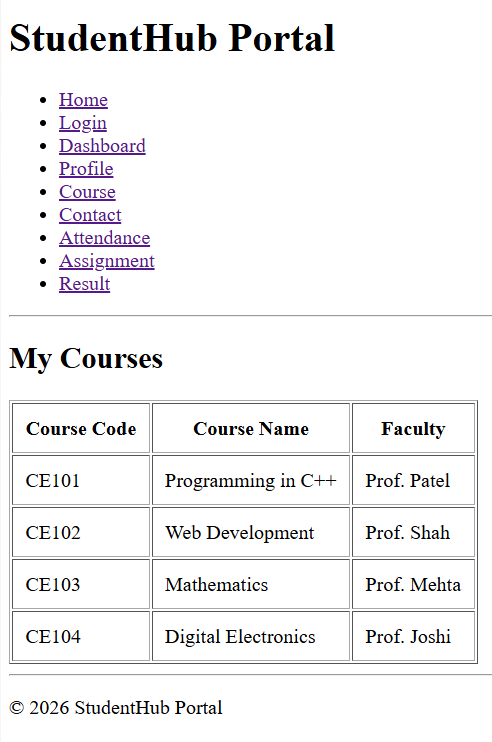 StudentHub Portal
Home
Login
Dashboard
Profile
Course
Contact
Attendance
Assignment
Result
My Courses
Course Code Course Name Faculty
CE101 Programming in C++ Prof. Patel
CE102 Web Development Prof. Shah
CE103 Mathematics Prof. Mehta
CE104 Digital Electronics Prof. Joshi
© 2026 StudentHub Portal